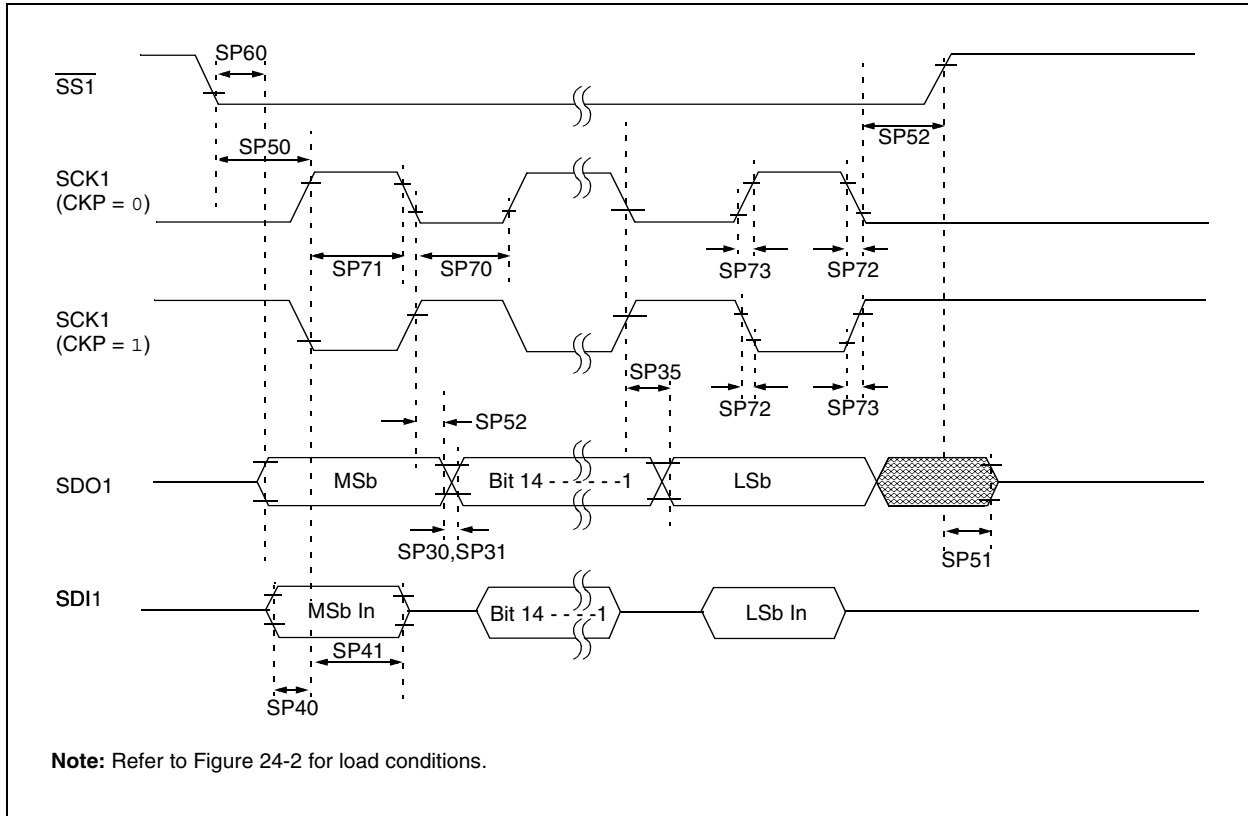 SP60
SS1
SP50
SP52
SCK1
(CKP = 0)
SP71
SP70
SP73
SP72
SCK1
(CKP = 1)
SP35
SP72
SP73
SP52
SDO1
MSb
Bit 14 - - - - - -1
LSb
SP30,SP31
SP51
SDI1
MSb In
Bit 14 - - - -1
LSb In
SP41
SP40
Note: Refer to Figure 24-2 for load conditions.